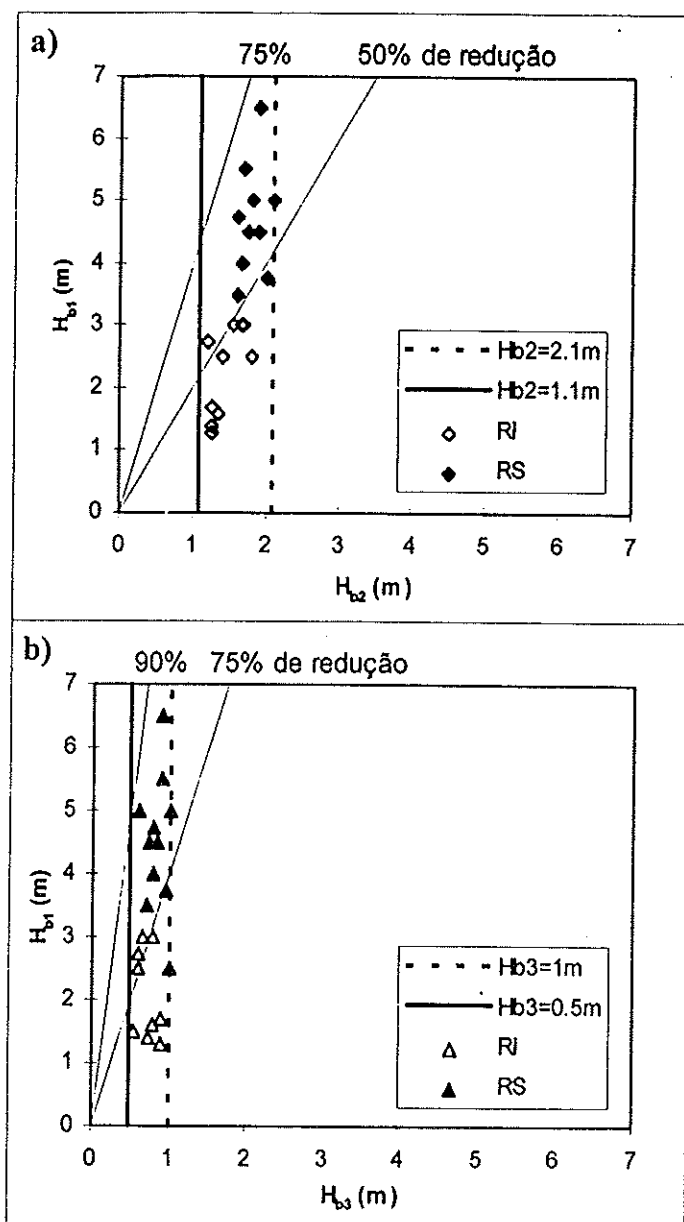 a)
75% 50% de redução
7
6
5
4
3
2
1
0
H_b1 (m)
Hb2=2.1m
Hb2=1.1m
RI
RS
0 1 2 3 4 5 6 7
H_b2 (m)
b)
90% 75% de redução
7
6
5
4
3
2
1
0
H_b1 (m)
Hb3=1m
Hb3=0.5m
RI
RS
0 1 2 3 4 5 6 7
H_b3 (m)